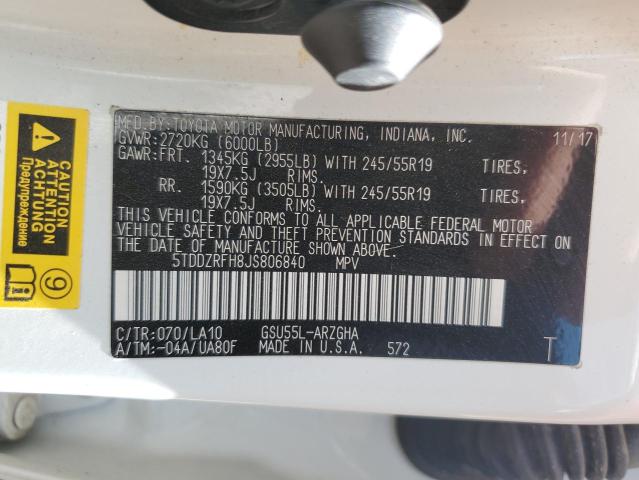 MFD.BY:TOYOTA MOTOR MANUFACTURING, INDIANA, INC. 11/17
GVWR:2720KG (6000LB)
GAWR:FRT. 1345KG (2955LB) WITH 245/55R19 TIRES,
19X7.5J RIMS.
RR. 1590KG (3505LB) WITH 245/55R19 TIRES,
19X7.5J RIMS.
THIS VEHICLE CONFORMS TO ALL APPLICABLE FEDERAL MOTOR
VEHICLE SAFETY AND THEFT PREVENTION STANDARDS IN EFFECT ON
THE DATE OF MANUFACTURE SHOWN ABOVE.
5TDDZRFH8JS806840 MPV
C/TR:070/LA10 GSU55L-ARZGHA
A/TM:-04A/UA80F MADE IN U.S.A. 572 T
CAUTION
ATTENTION
ACHTUNG
Предупреждение
9